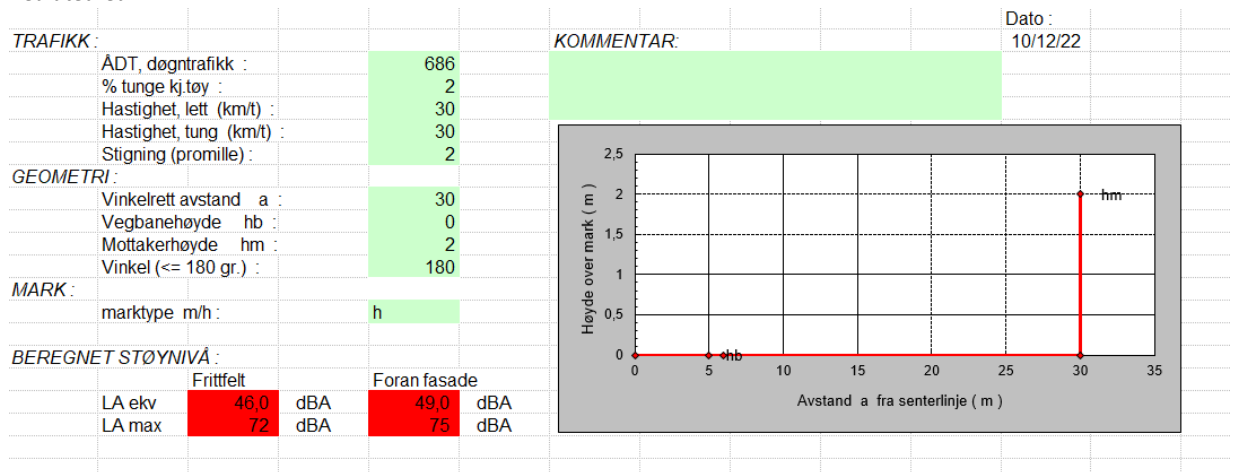 Dato :
TRAFIKK : KOMMENTAR: 10/12/22
ÅDT, døgntrafikk : 686
% tunge kj.tøy : 2
Hastighet, lett (km/t) : 30
Hastighet, tung (km/t) : 30
Stigning (promille) : 2
GEOMETRI :
Vinkelrett avstand a : 30
Vegbanehøyde hb : 0
Mottakerhøyde hm : 2
Vinkel (<= 180 gr.) : 180
MARK :
marktype m/h : h
BEREGNET STØYNIVÅ :
Frittfelt Foran fasade
LA ekv 46,0 dBA 49,0 dBA
LA max 72 dBA 75 dBA
Høyde over mark ( m )
2,5
2
1,5
1
0,5
0
hm
hb
0 5 10 15 20 25 30 35
Avstand a fra senterlinje ( m )